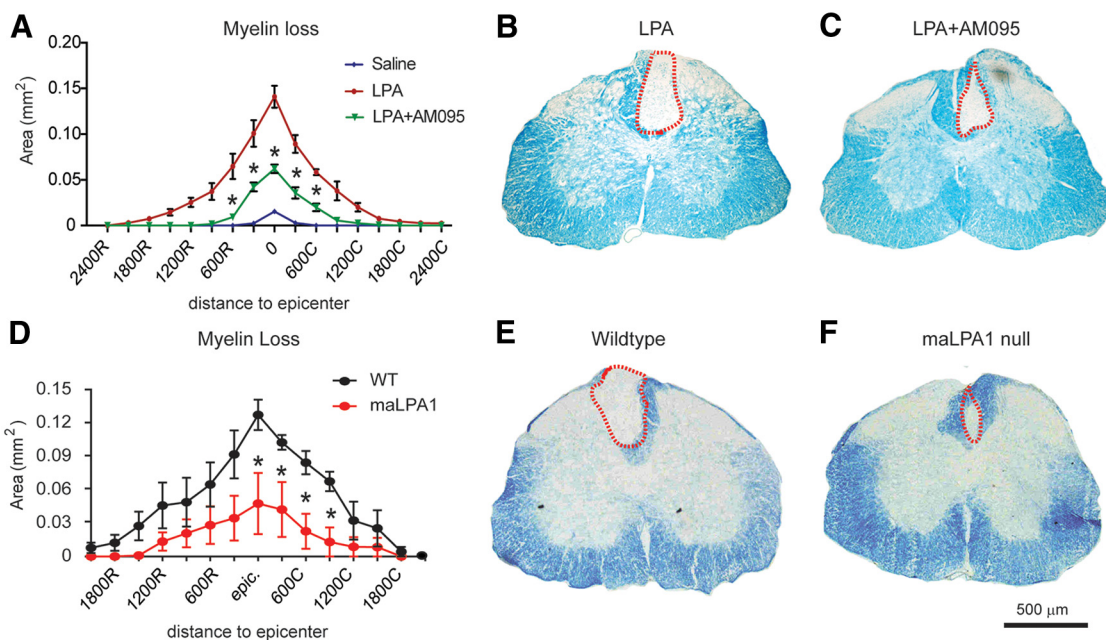 A
Myelin loss
Area (mm2)
0.20
0.15
0.10
0.05
0
Saline
LPA
LPA+AM095
*
*
*
*
*
2400R
1800R
1200R
600R
0
600C
1200C
1800C
2400C
distance to epicenter
B
LPA
C
LPA+AM095
D
Myelin Loss
Area (mm2)
0.15
0.12
0.09
0.06
0.03
0
WT
maLPA1
*
*
*
*
1800R
1200R
600R
epic.
600C
1200C
1800C
distance to epicenter
E
Wildtype
F
maLPA1 null
500 μm